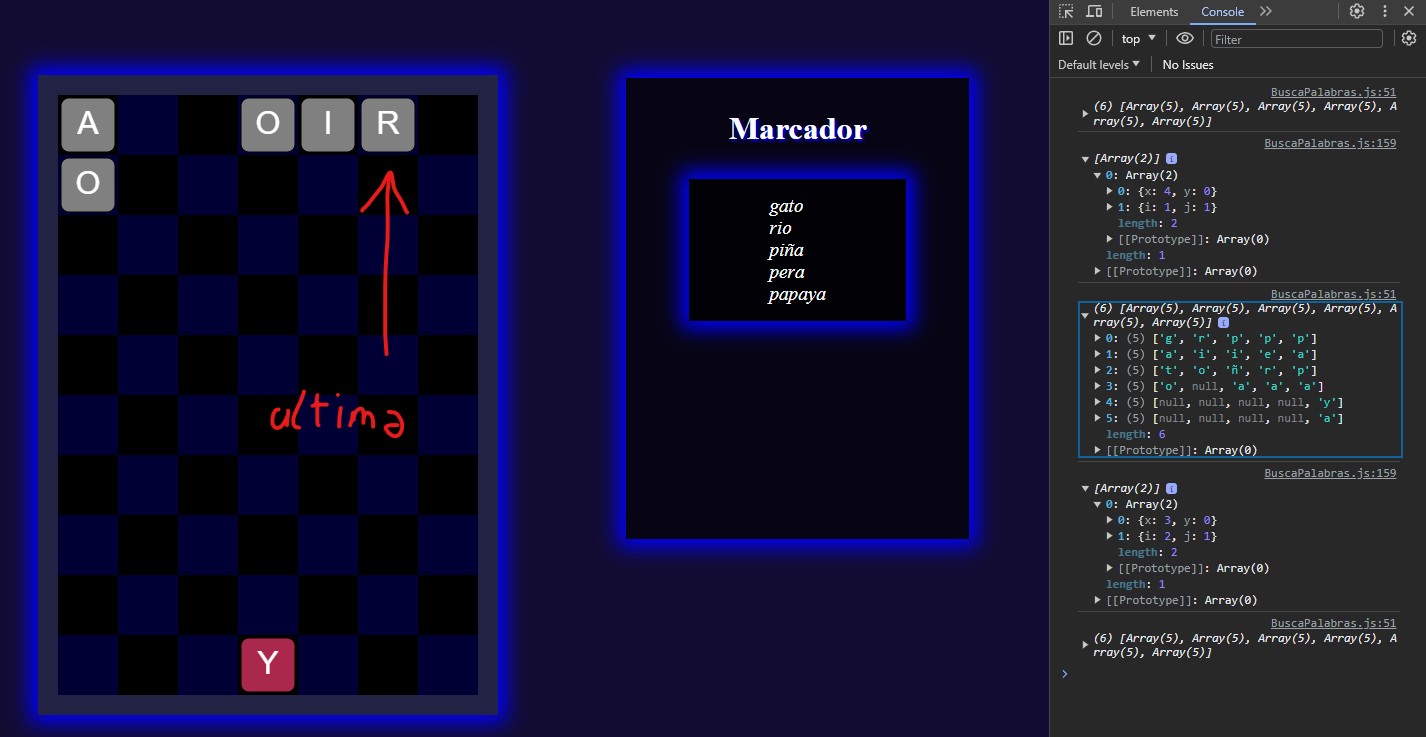 A O I R
O
ultima
Y
Marcador
gato
rio
piña
pera
papaya
Elements Console
top Filter
Default levels No Issues
BuscaPalabras.js:51
(6) [Array(5), Array(5), Array(5), Array(5), A
rray(5), Array(5)]
BuscaPalabras.js:159
[Array(2)] i
0: Array(2)
0: {x: 4, y: 0}
1: {i: 1, j: 1}
length: 2
[[Prototype]]: Array(0)
length: 1
[[Prototype]]: Array(0)
BuscaPalabras.js:51
(6) [Array(5), Array(5), Array(5), Array(5), A
rray(5), Array(5)] i
0: (5) ['g', 'r', 'p', 'p', 'p']
1: (5) ['a', 'i', 'i', 'e', 'a']
2: (5) ['t', 'o', 'ñ', 'r', 'p']
3: (5) ['o', null, 'a', 'a', 'a']
4: (5) [null, null, null, null, 'y']
5: (5) [null, null, null, null, 'a']
length: 6
[[Prototype]]: Array(0)
BuscaPalabras.js:159
[Array(2)] i
0: Array(2)
0: {x: 3, y: 0}
1: {i: 2, j: 1}
length: 2
[[Prototype]]: Array(0)
length: 1
[[Prototype]]: Array(0)
BuscaPalabras.js:51
(6) [Array(5), Array(5), Array(5), Array(5), A
rray(5), Array(5)]